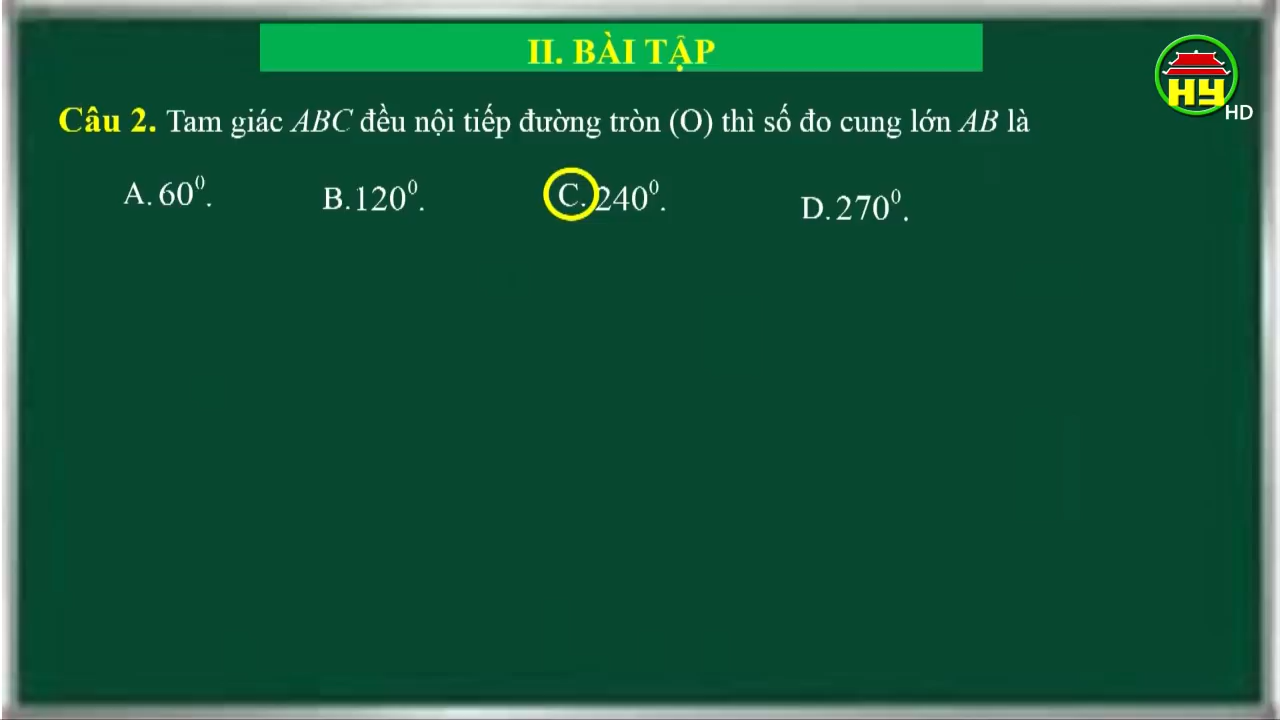 II. BÀI TẬP
HY
HD
Câu 2. Tam giác ABC đều nội tiếp đường tròn (O) thì số đo cung lớn AB là
A. 60⁰. B. 120⁰. C. 240⁰. D. 270⁰.